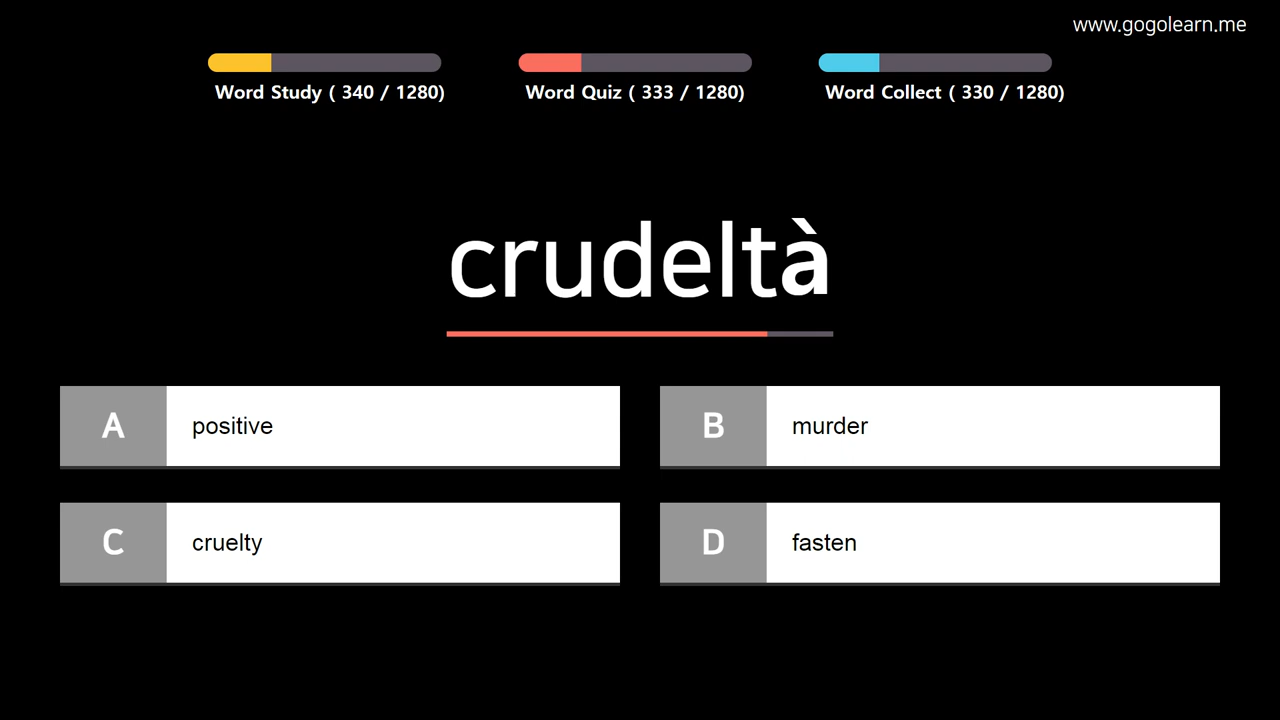 www.gogolearn.me
Word Study ( 340 / 1280)
Word Quiz ( 333 / 1280)
Word Collect ( 330 / 1280)
crudeltà
A positive
B murder
C cruelty
D fasten